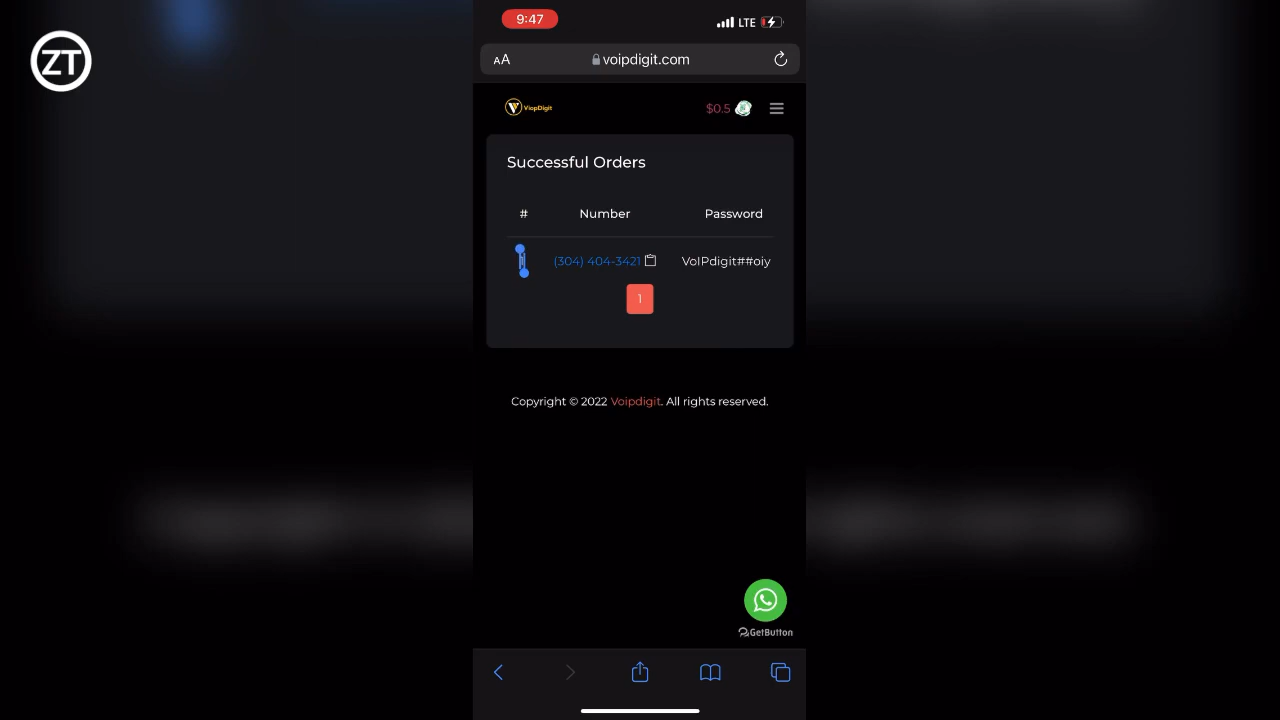 ZT
9:47
LTE
AA
voipdigit.com
V ViopDigit
$0.5
Successful Orders
# Number Password
(304) 404-3421 VoIPdigit##oiy
1
Copyright © 2022 Voipdigit. All rights reserved.
GetButton